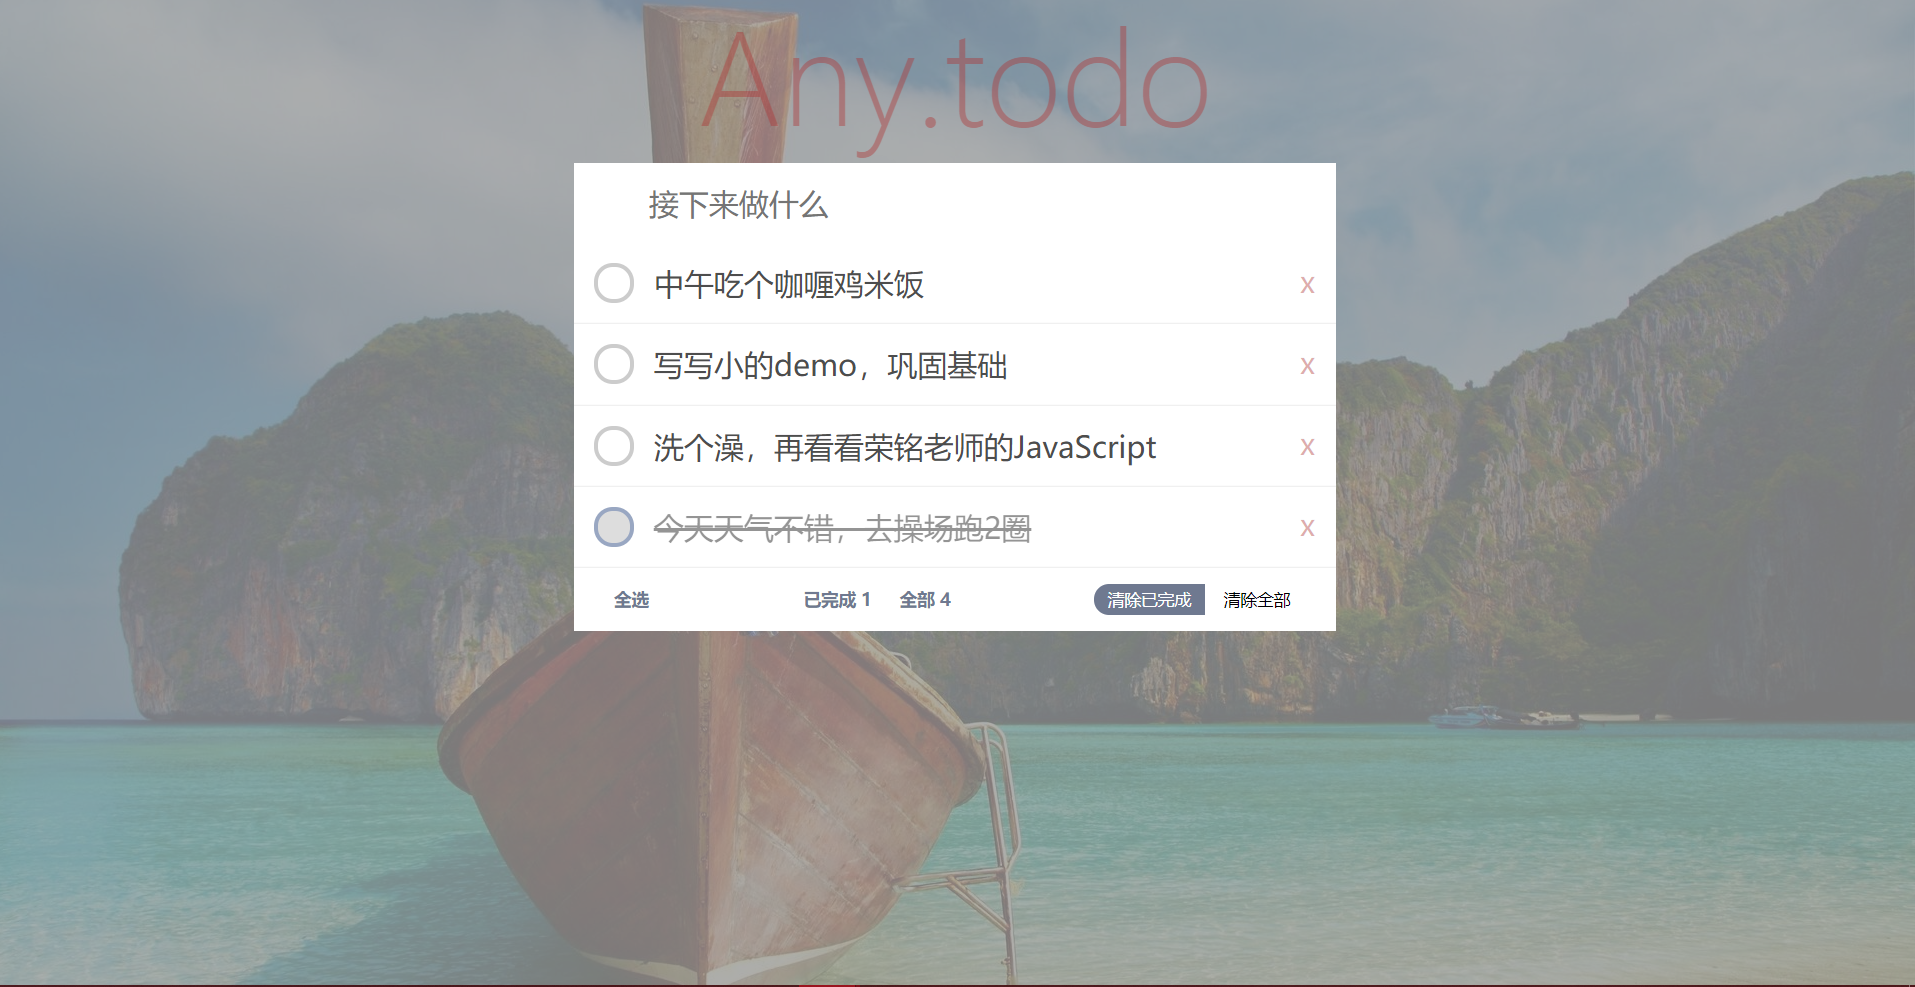 Any.todo
接下来做什么
中午吃个咖喱鸡米饭 x
写写小的demo，巩固基础 x
洗个澡，再看看荣铭老师的JavaScript x
今天天气不错，去操场跑2圈 x
全选 已完成 1 全部 4 清除已完成 清除全部